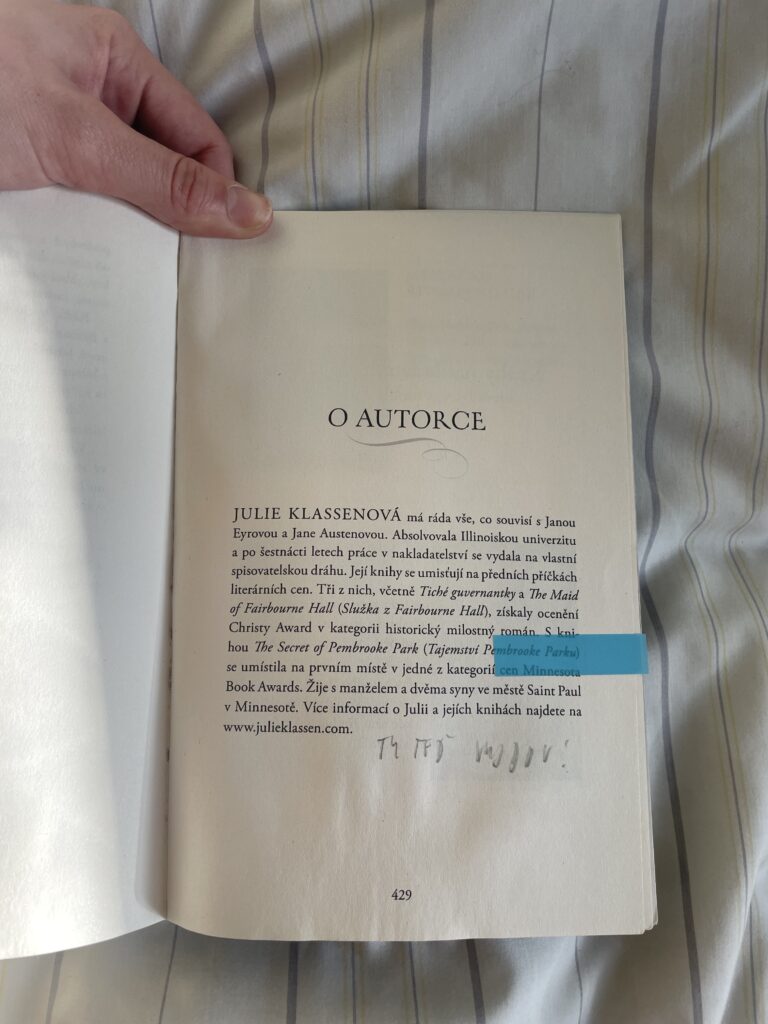 O AUTORCE
JULIE KLASSENOVÁ má ráda vše, co souvisí s Janou
Eyrovou a Jane Austenovou. Absolvovala Illinoiskou univerzitu
a po šestnácti letech práce v nakladatelství se vydala na vlastní
spisovatelskou dráhu. Její knihy se umisťují na předních příčkách
literárních cen. Tři z nich, včetně Tiché guvernantky a The Maid
of Fairbourne Hall (Služka z Fairbourne Hall), získaly ocenění
Christy Award v kategorii historický milostný román. S kni-
hou The Secret of Pembrooke Park (Tajemství Pembrooke Parku)
se umístila na prvním místě v jedné z kategorií cen Minnesota
Book Awards. Žije s manželem a dvěma syny ve městě Saint Paul
v Minnesotě. Více informací o Julii a jejích knihách najdete na
www.julieklassen.com.
429